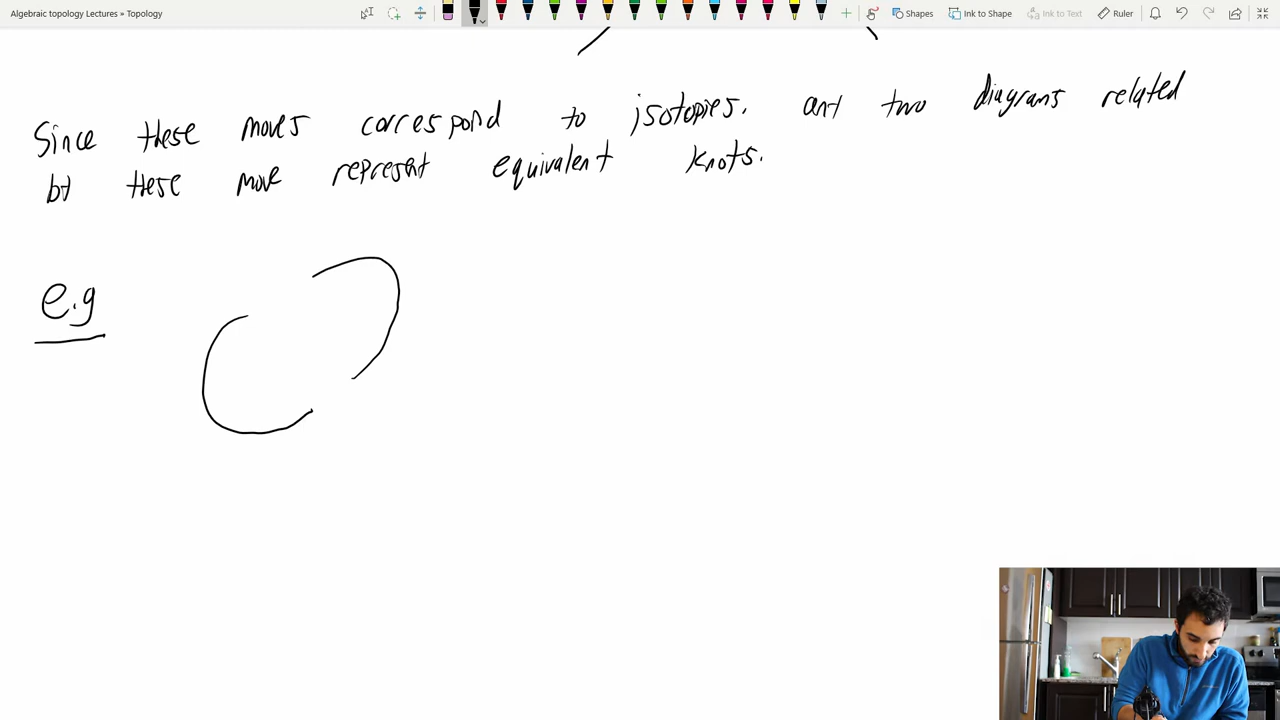 Algebraic topology Lectures » Topology
Shapes Ink to Shape Ink to Text Ruler
Since these moves correspond to isotopies. any two diagrams related
by these move represent equivalent knots.
e.g